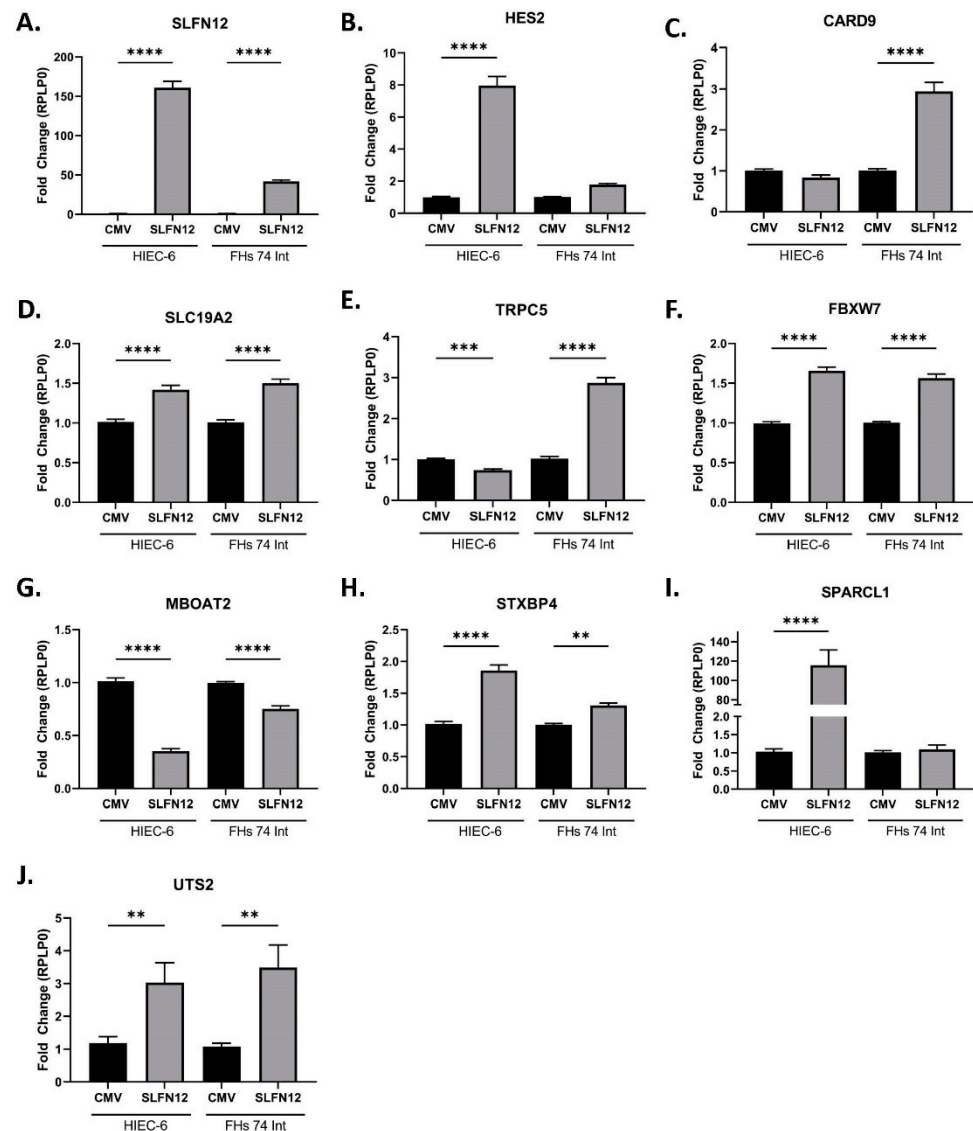 A.
SLFN12
Fold Change (RPLP0)
200
150
100
50
0
**** ****
CMV SLFN12 CMV SLFN12
HIEC-6 FHs 74 Int
B.
HES2
Fold Change (RPLP0)
10
8
6
4
2
0
****
CMV SLFN12 CMV SLFN12
HIEC-6 FHs 74 Int
C.
CARD9
Fold Change (RPLP0)
4
3
2
1
0
****
CMV SLFN12 CMV SLFN12
HIEC-6 FHs 74 Int
D.
SLC19A2
Fold Change (RPLP0)
2.0
1.5
1.0
0.5
0.0
**** ****
CMV SLFN12 CMV SLFN12
HIEC-6 FHs 74 Int
E.
TRPC5
Fold Change (RPLP0)
4
3
2
1
0
*** ****
CMV SLFN12 CMV SLFN12
HIEC-6 FHs 74 Int
F.
FBXW7
Fold Change (RPLP0)
2.0
1.5
1.0
0.5
0.0
**** ****
CMV SLFN12 CMV SLFN12
HIEC-6 FHs 74 Int
G.
MBOAT2
Fold Change (RPLP0)
1.5
1.0
0.5
0.0
**** ****
CMV SLFN12 CMV SLFN12
HIEC-6 FHs 74 Int
H.
STXBP4
Fold Change (RPLP0)
2.5
2.0
1.5
1.0
0.5
0.0
**** **
CMV SLFN12 CMV SLFN12
HIEC-6 FHs 74 Int
I.
SPARCL1
Fold Change (RPLP0)
140
120
100
80
2.0
1.5
1.0
0.5
0.0
****
CMV SLFN12 CMV SLFN12
HIEC-6 FHs 74 Int
J.
UTS2
Fold Change (RPLP0)
5
4
3
2
1
0
** **
CMV SLFN12 CMV SLFN12
HIEC-6 FHs 74 Int